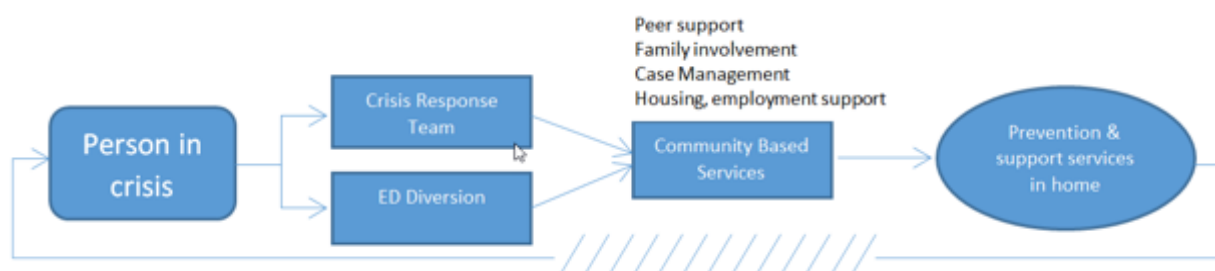 Peer support
Family involvement
Case Management
Housing, employment support
Person in
crisis
Crisis Response
Team
ED Diversion
Community Based
Services
Prevention &
support services
in home